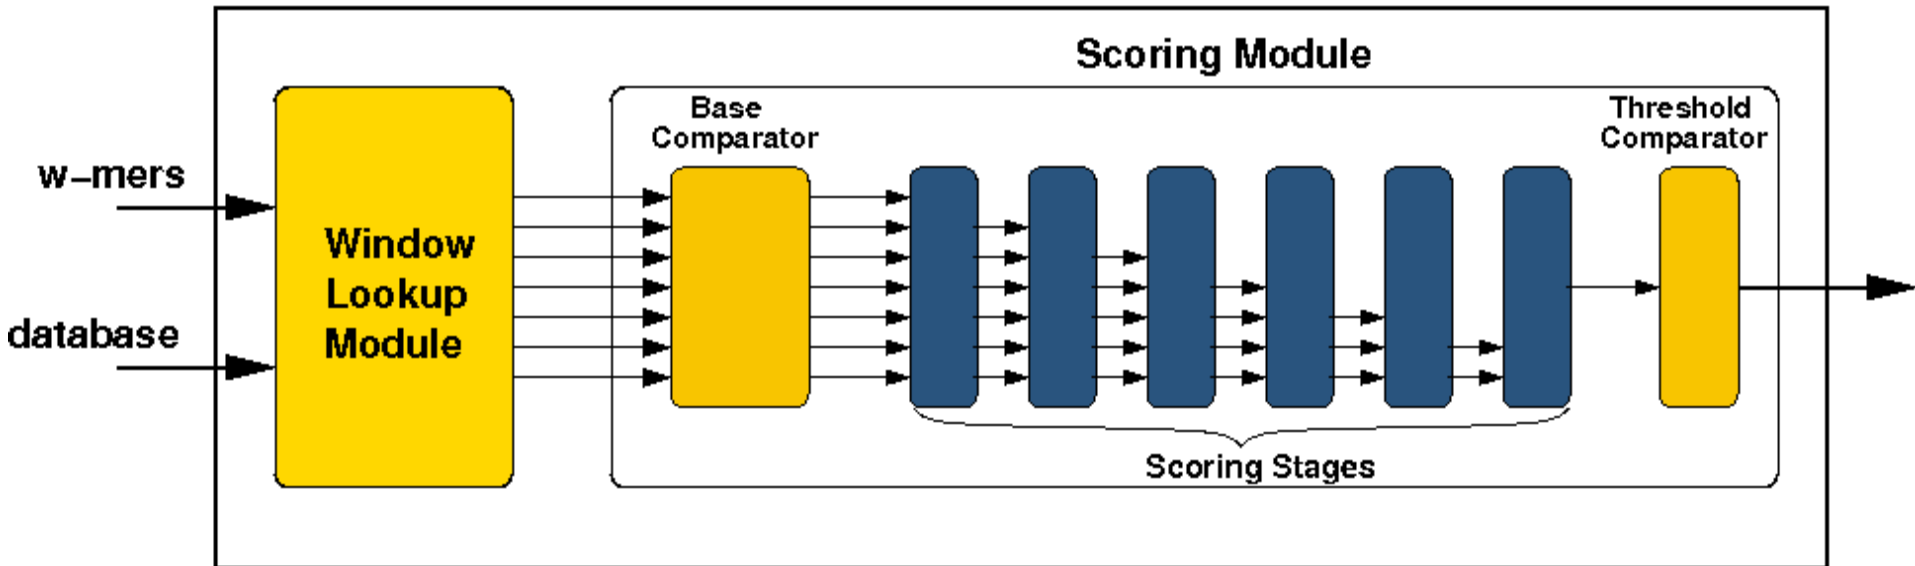 Scoring Module
Base
Comparator
Threshold
Comparator
w-mers
Window
Lookup
Module
database
Scoring Stages